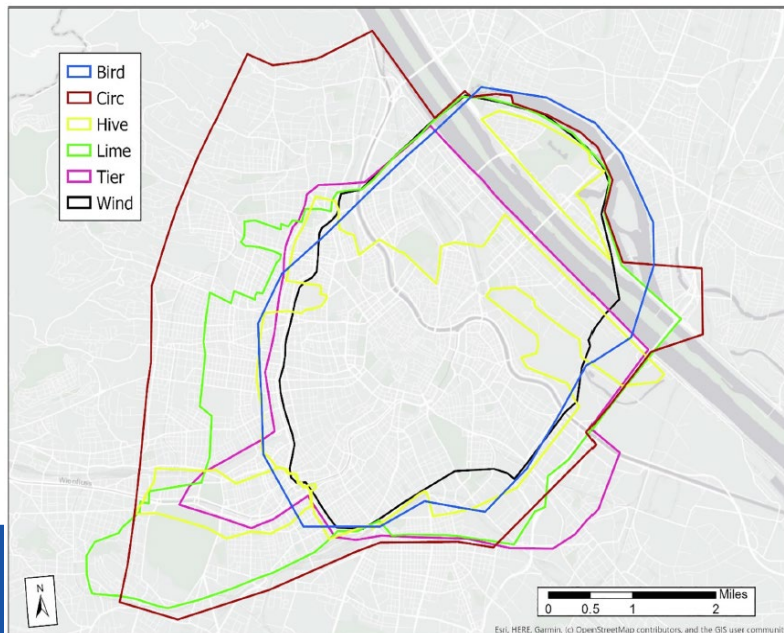 Bird
Circ
Hive
Lime
Tier
Wind
N
Miles
0 0.5 1 2
Esri, HERE, Garmin, (c) OpenStreetMap contributors, and the GIS user communit